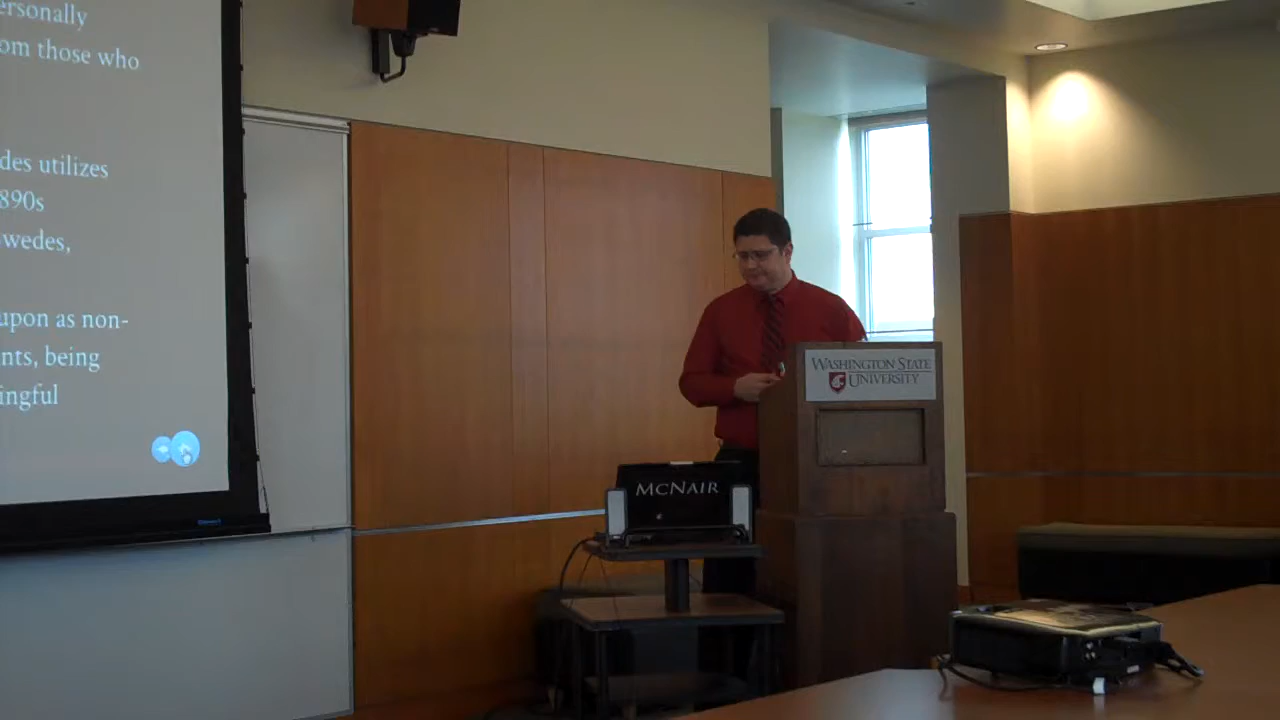 ersonally
om those who
des utilizes
890s
wedes,
upon as non-
nts, being
ingful
WASHINGTON STATE
UNIVERSITY
MCNAIR